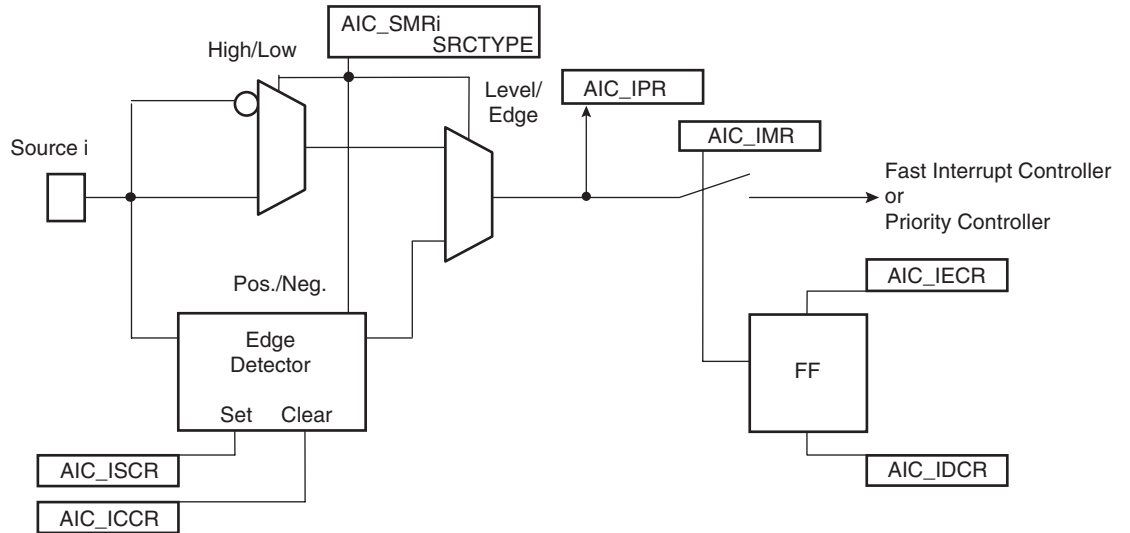 AIC_SMRi
SRCTYPE
High/Low
Level/
Edge
AIC_IPR
AIC_IMR
Source i
Fast Interrupt Controller
or
Priority Controller
Pos./Neg.
AIC_IECR
Edge
Detector
FF
Set Clear
AIC_ISCR
AIC_IDCR
AIC_ICCR